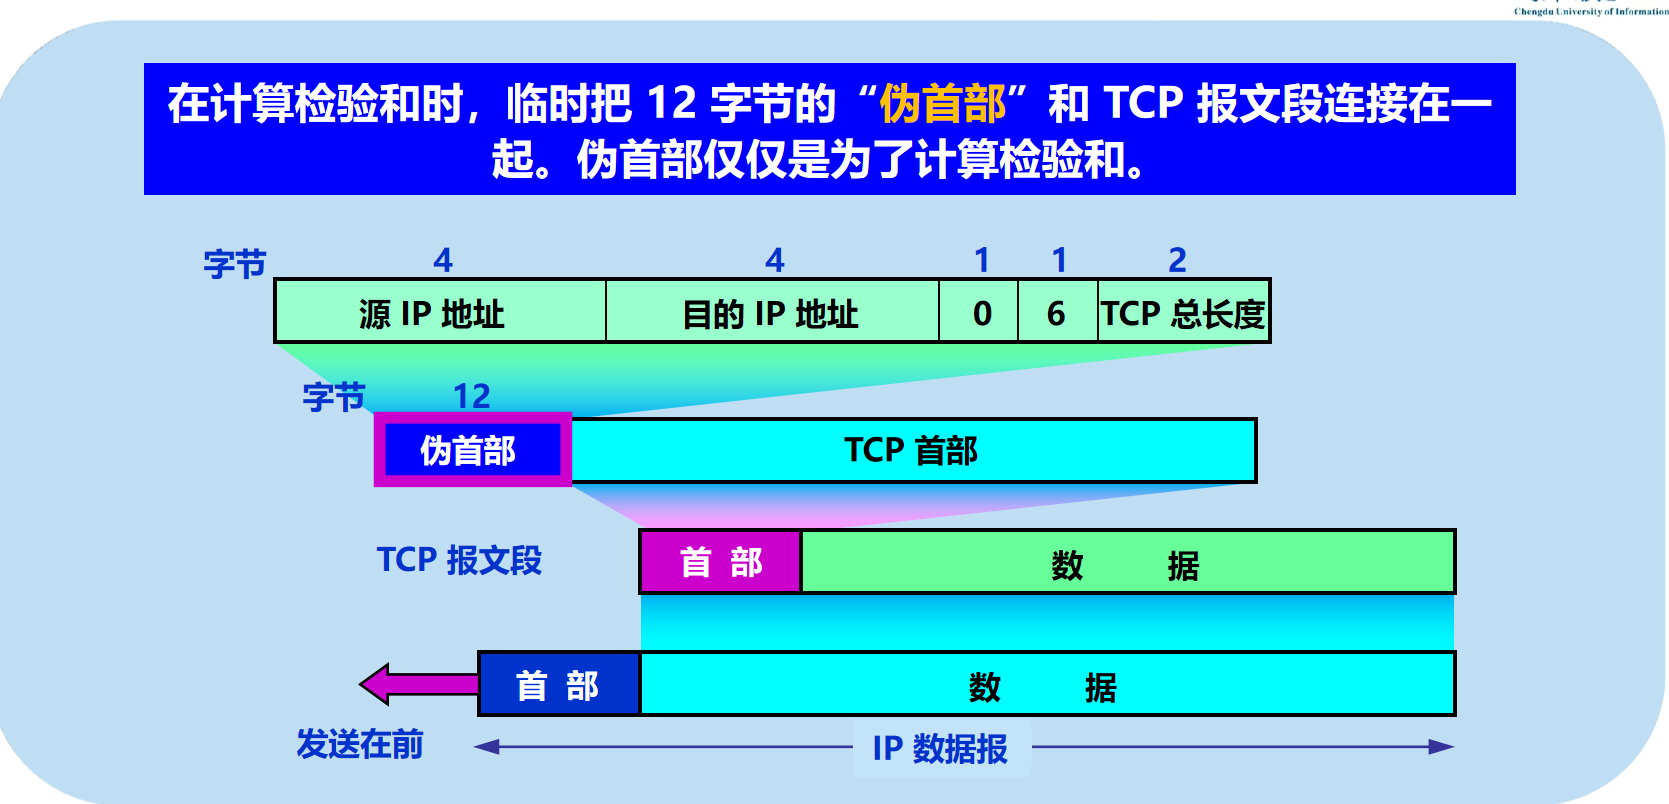 Chengdu University of Information
在计算检验和时，临时把 12 字节的“伪首部”和 TCP 报文段连接在一
起。伪首部仅仅是为了计算检验和。
字节 4 4 1 1 2
源 IP 地址 目的 IP 地址 0 6 TCP 总长度
字节 12
伪首部 TCP 首部
TCP 报文段 首 部 数 据
首 部 数 据
发送在前 IP 数据报